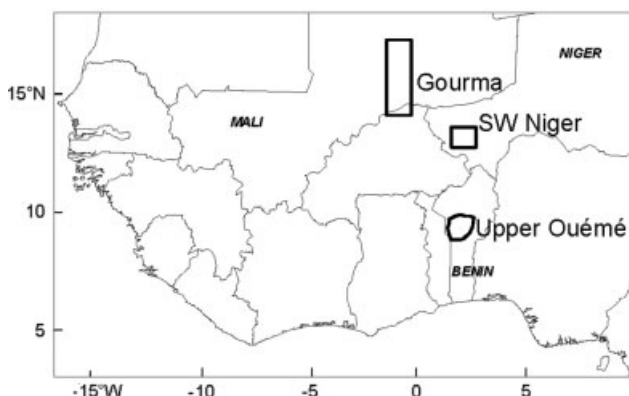 NIGER
Gourma
15°N
MALI
SW Niger
10
Upper Ouémé
BENIN
5
-15°W -10 -5 0 5